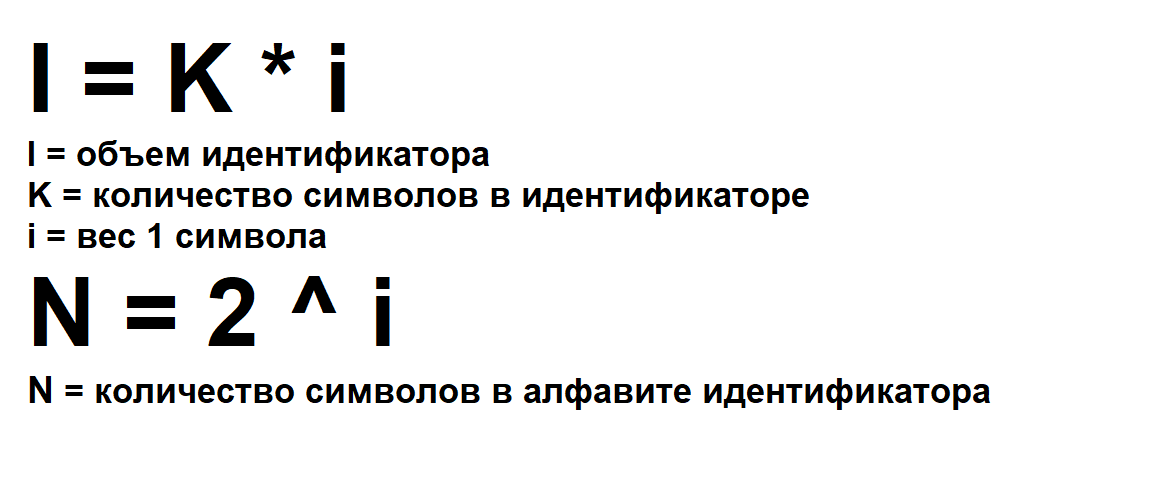 I = K * i
I = объем идентификатора
K = количество символов в идентификаторе
i = вес 1 символа
N = 2 ^ i
N = количество символов в алфавите идентификатора